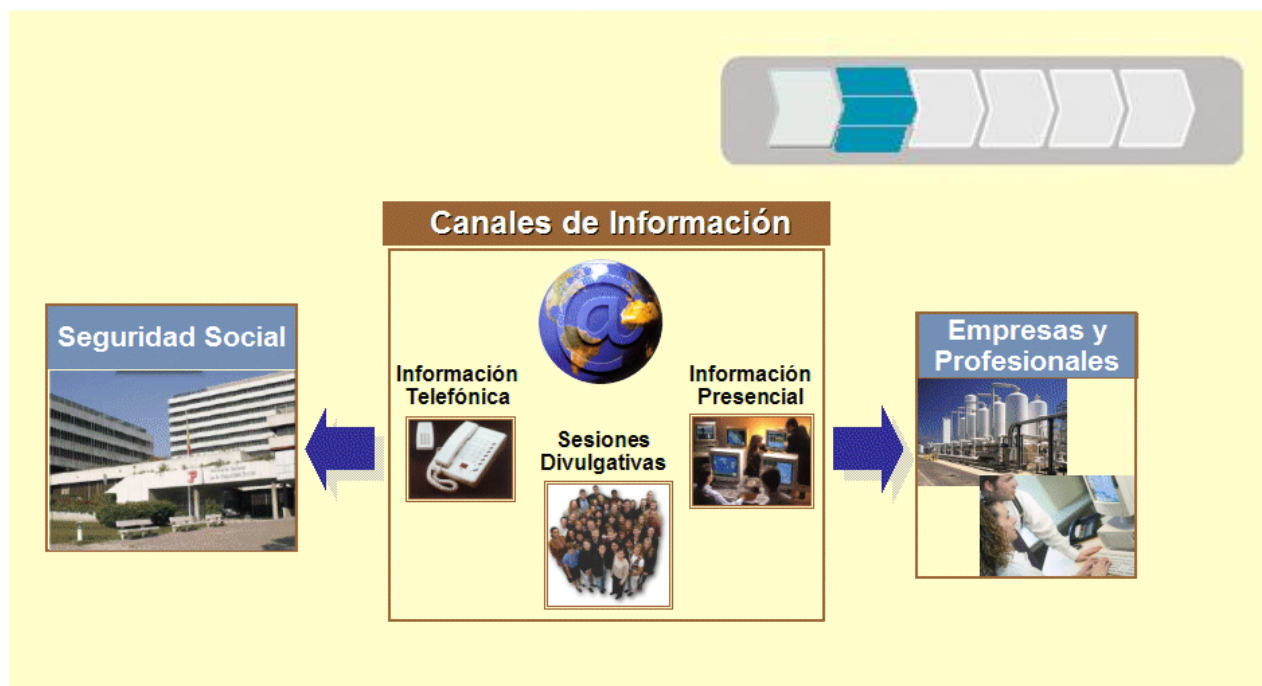 Canales de Información
Seguridad Social
Empresas y
Profesionales
Información
Telefónica
Información
Presencial
Sesiones
Divulgativas
@